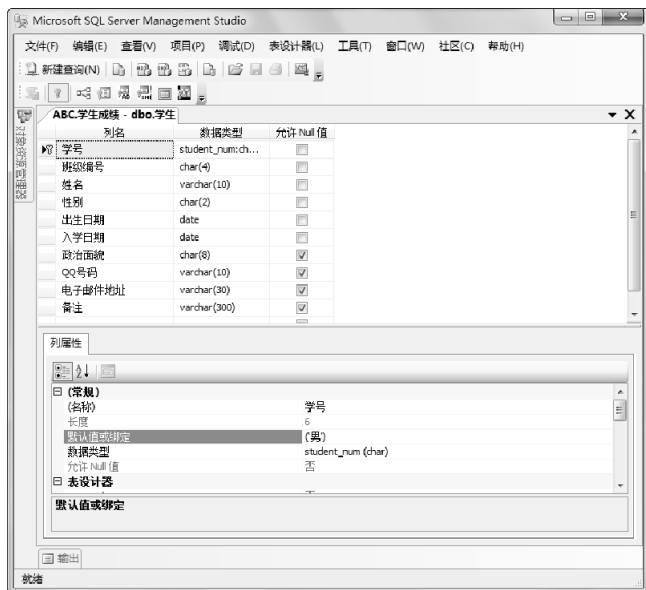 Microsoft SQL Server Management Studio
文件(F) 编辑(E) 查看(V) 项目(P) 调试(D) 表设计器(L) 工具(T) 窗口(W) 社区(C) 帮助(H)
新建查询(N)
对象资源管理器
ABC.学生成绩 - dbo.学生
列名 数据类型 允许 Null 值
学号 student_num:ch...
班级编号 char(4)
姓名 varchar(10)
性别 char(2)
出生日期 date
入学日期 date
政治面貌 char(8)
QQ号码 varchar(10)
电子邮件地址 varchar(30)
备注 varchar(300)
列属性
(常规)
(名称) 学号
长度 6
默认值或绑定 ('男')
数据类型 student_num (char)
允许 Null 值 否
表设计器
默认值或绑定
输出
就绪